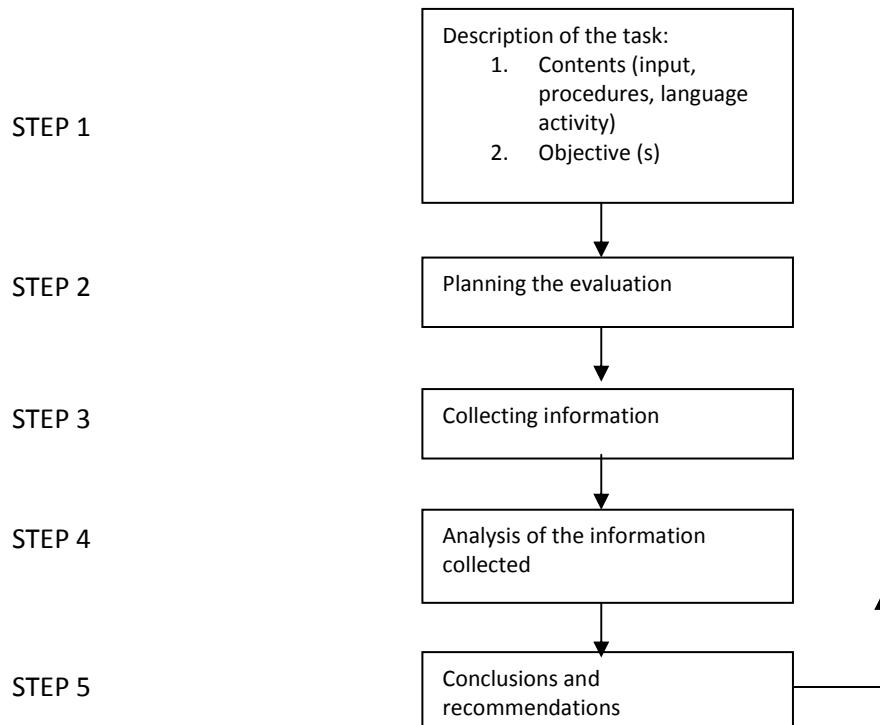 Description of the task:
1. Contents (input,
procedures, language
activity)
2. Objective (s)
STEP 1
STEP 2
Planning the evaluation
STEP 3
Collecting information
STEP 4
Analysis of the information
collected
STEP 5
Conclusions and
recommendations